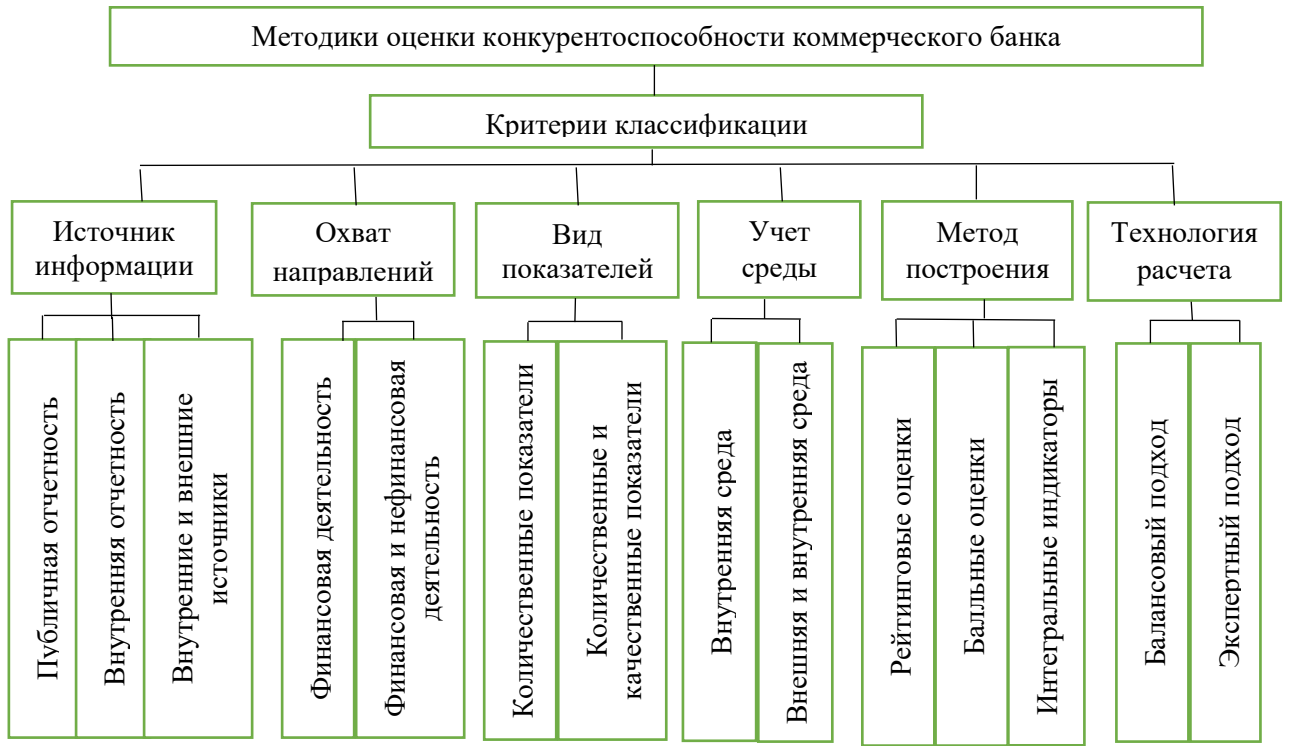 Методики оценки конкурентоспособности коммерческого банка
Критерии классификации
Источник
информации
Охват
направлений
Вид
показателей
Учет
среды
Метод
построения
Технология
расчета
Публичная отчетность
Внутренняя отчетность
Внутренние и внешние
источники
Финансовая деятельность
Финансовая и нефинансовая
деятельность
Количественные показатели
Количественные и
качественные показатели
Внутренняя среда
Внешняя и внутренняя среда
Рейтинговые оценки
Балльные оценки
Интегральные индикаторы
Балансовый подход
Экспертный подход